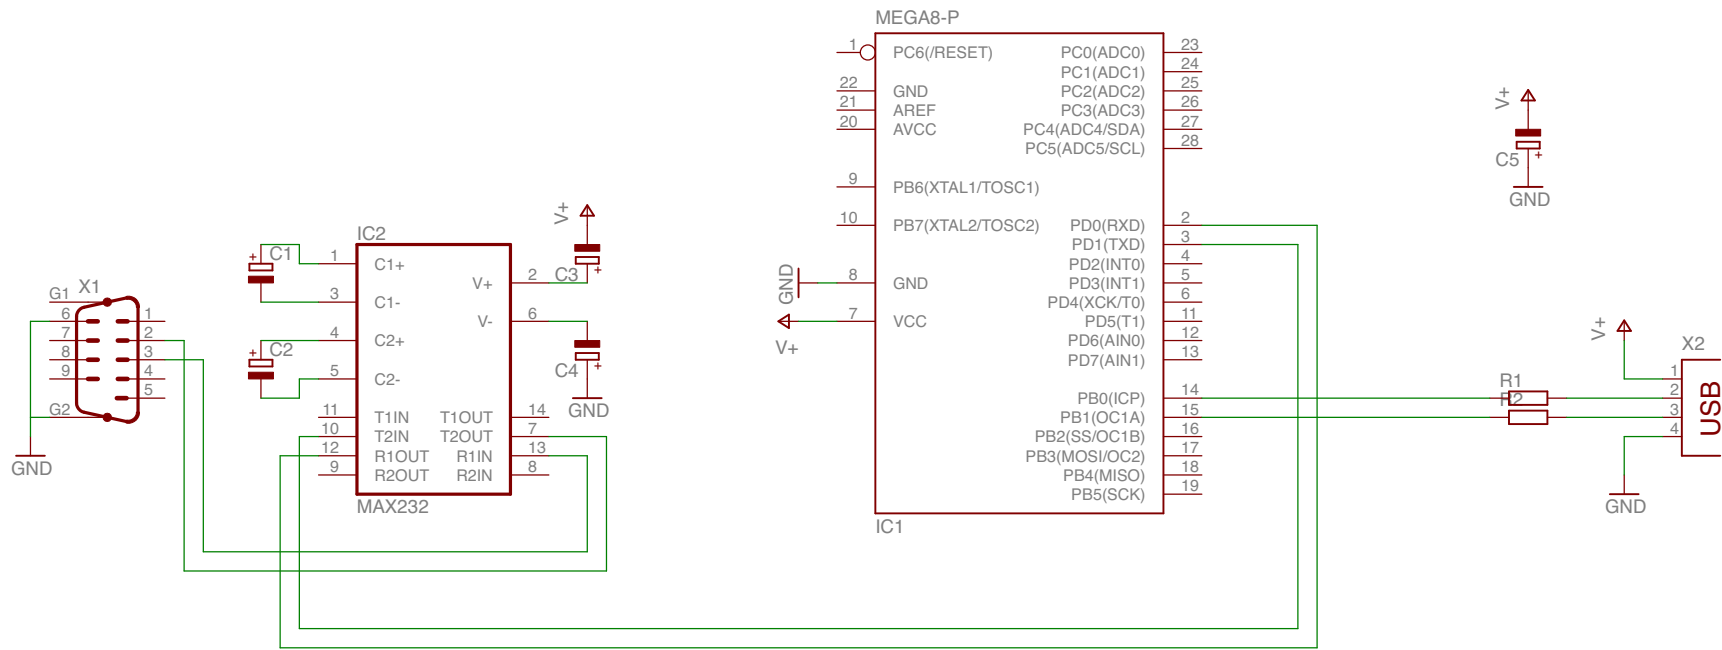 MEGA8-P
1 PC6(/RESET) PC0(ADC0) 23
PC1(ADC1) 24
22 GND PC2(ADC2) 25
21 AREF PC3(ADC3) 26
20 AVCC PC4(ADC4/SDA) 27
PC5(ADC5/SCL) 28
9 PB6(XTAL1/TOSC1)
10 PB7(XTAL2/TOSC2) PD0(RXD) 2
PD1(TXD) 3
PD2(INT0) 4
8 GND PD3(INT1) 5
PD4(XCK/T0) 6
7 VCC PD5(T1) 11
PD6(AIN0) 12
PD7(AIN1) 13
PB0(ICP) 14
PB1(OC1A) 15
PB2(SS/OC1B) 16
PB3(MOSI/OC2) 17
PB4(MISO) 18
PB5(SCK) 19
IC1
GND
V+
V+
+
C5
GND
IC2
1 C1+
3 C1-
4 C2+
5 C2-
V+ 2
V- 6
11 T1IN T1OUT 14
10 T2IN T2OUT 7
12 R1OUT R1IN 13
9 R2OUT R2IN 8
MAX232
+
C1
+
C2
V+
C3
+
C4
+
GND
X1
G1
6
7
8
9
G2
1
2
3
4
5
GND
R1
R2
V+
X2
1
2
3
4
USB
GND